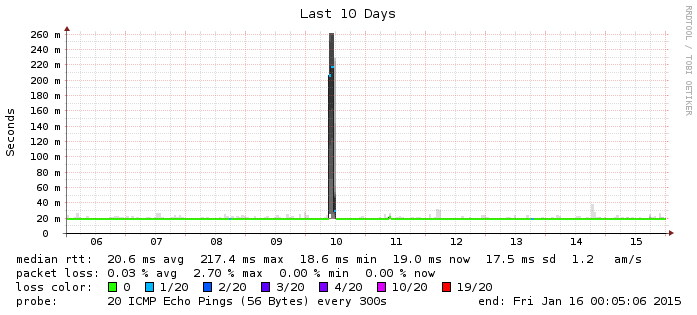 Last 10 Days
RRDTOOL / TOBI OETIKER
Seconds
260 m
240 m
220 m
200 m
180 m
160 m
140 m
120 m
100 m
80 m
60 m
40 m
20 m
0
06 07 08 09 10 11 12 13 14 15
median rtt: 20.6 ms avg 217.4 ms max 18.6 ms min 19.0 ms now 17.5 ms sd 1.2 am/s
packet loss: 0.03 % avg 2.70 % max 0.00 % min 0.00 % now
loss color: 0 1/20 2/20 3/20 4/20 10/20 19/20
probe: 20 ICMP Echo Pings (56 Bytes) every 300s end: Fri Jan 16 00:05:06 2015